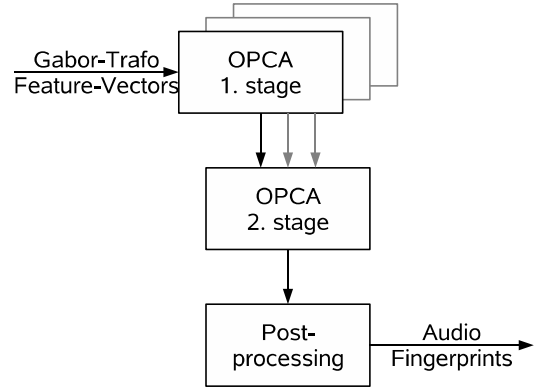 Gabor-Trafo
Feature-Vectors
OPCA
1. stage
OPCA
2. stage
Post-
processing
Audio
Fingerprints